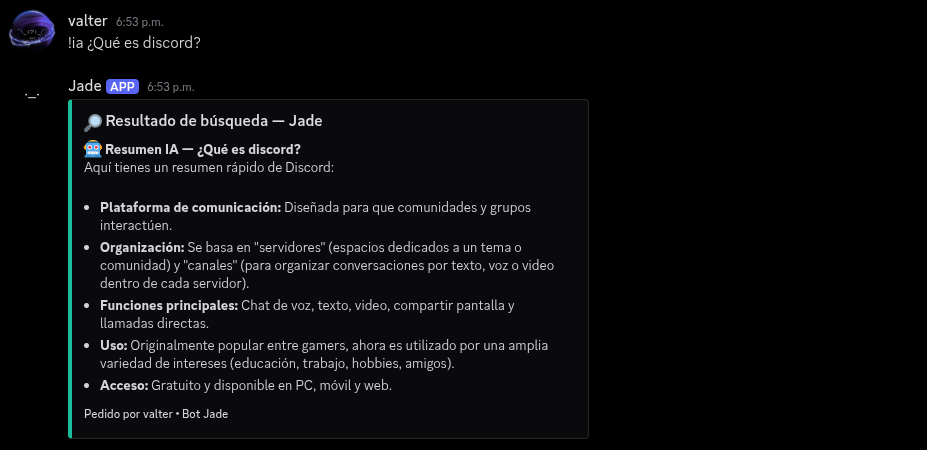 valter 6:53 p.m.
!ia ¿Qué es discord?
Jade APP 6:53 p.m.
Resultado de búsqueda — Jade
Resumen IA — ¿Qué es discord?
Aquí tienes un resumen rápido de Discord:
• Plataforma de comunicación: Diseñada para que comunidades y grupos
interactúen.
• Organización: Se basa en "servidores" (espacios dedicados a un tema o
comunidad) y "canales" (para organizar conversaciones por texto, voz o video
dentro de cada servidor).
• Funciones principales: Chat de voz, texto, video, compartir pantalla y
llamadas directas.
• Uso: Originalmente popular entre gamers, ahora es utilizado por una amplia
variedad de intereses (educación, trabajo, hobbies, amigos).
• Acceso: Gratuito y disponible en PC, móvil y web.
Pedido por valter • Bot Jade